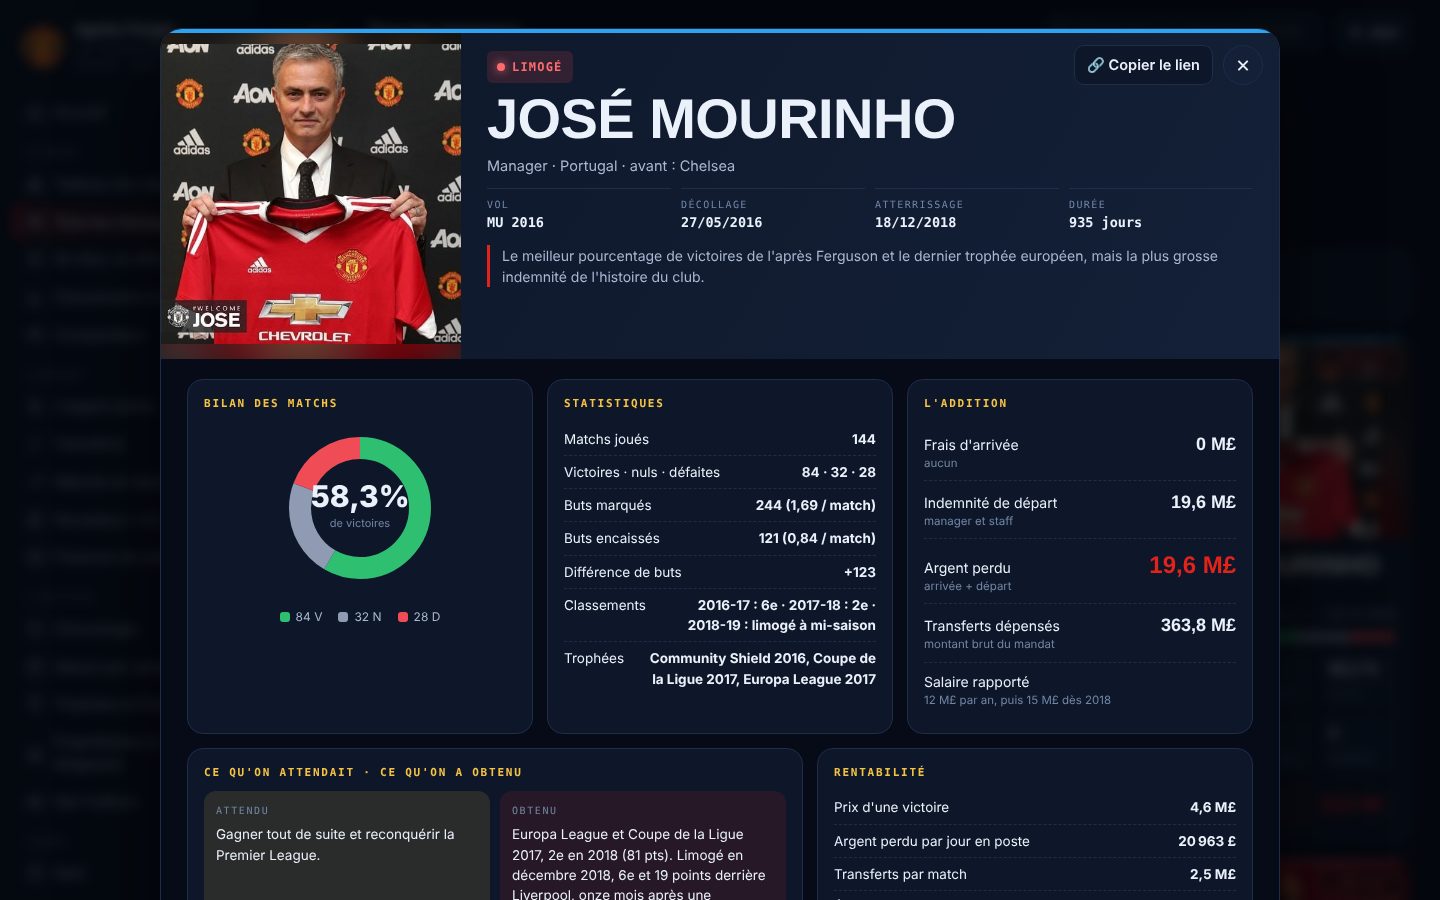 LIMOGÉ
🔗 Copier le lien
✕
JOSÉ MOURINHO
Manager · Portugal · avant : Chelsea
VOL
MU 2016
DÉCOLLAGE
27/05/2016
ATTERRISSAGE
18/12/2018
DURÉE
935 jours
Le meilleur pourcentage de victoires de l'après Ferguson et le dernier trophée européen, mais la plus grosse
indemnité de l'histoire du club.
AON
adidas
AON
adidas
adidas
AON
adidas
#WELCOME
JOSE
CHEVROLET
BILAN DES MATCHS
58,3%
de victoires
84 V
32 N
28 D
STATISTIQUES
Matchs joués 144
Victoires · nuls · défaites 84 · 32 · 28
Buts marqués 244 (1,69 / match)
Buts encaissés 121 (0,84 / match)
Différence de buts +123
Classements 2016-17 : 6e · 2017-18 : 2e ·
2018-19 : limogé à mi-saison
Trophées Community Shield 2016, Coupe de
la Ligue 2017, Europa League 2017
L'ADDITION
Frais d'arrivée 0 M£
aucun
Indemnité de départ 19,6 M£
manager et staff
Argent perdu 19,6 M£
arrivée + départ
Transferts dépensés 363,8 M£
montant brut du mandat
Salaire rapporté
12 M£ par an, puis 15 M£ dès 2018
CE QU'ON ATTENDAIT · CE QU'ON A OBTENU
ATTENDU
Gagner tout de suite et reconquérir la
Premier League.
OBTENU
Europa League et Coupe de la Ligue
2017, 2e en 2018 (81 pts). Limogé en
décembre 2018, 6e et 19 points derrière
Liverpool, onze mois après une
RENTABILITÉ
Prix d'une victoire 4,6 M£
Argent perdu par jour en poste 20 963 £
Transferts par match 2,5 M£